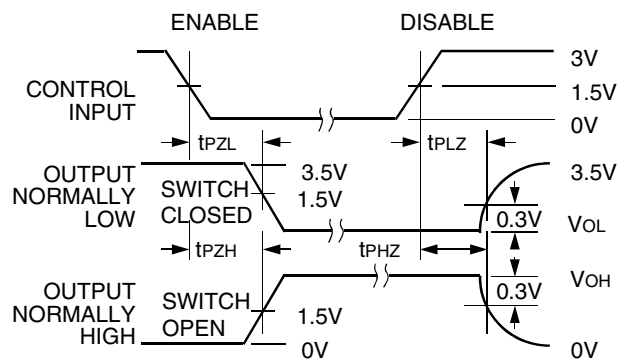 ENABLE DISABLE
3V
CONTROL INPUT 1.5V
0V
tPZL tPLZ
OUTPUT NORMALLY LOW
SWITCH CLOSED
3.5V
1.5V
3.5V
0.3V
VOL
tPZH tPHZ
OUTPUT NORMALLY HIGH
SWITCH OPEN
1.5V
0V
VOH
0.3V
0V